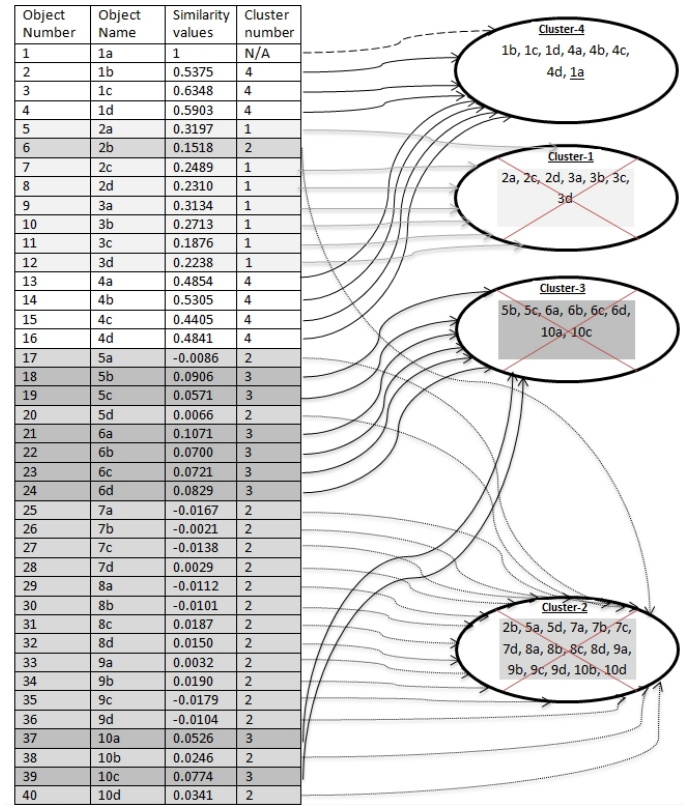 Object Number Object Name Similarity values Cluster number
1 1a 1 N/A
2 1b 0.5375 4
3 1c 0.6348 4
4 1d 0.5903 4
5 2a 0.3197 1
6 2b 0.1518 2
7 2c 0.2489 1
8 2d 0.2310 1
9 3a 0.3134 1
10 3b 0.2713 1
11 3c 0.1876 1
12 3d 0.2238 1
13 4a 0.4854 4
14 4b 0.5305 4
15 4c 0.4405 4
16 4d 0.4841 4
17 5a -0.0086 2
18 5b 0.0906 3
19 5c 0.0571 3
20 5d 0.0066 2
21 6a 0.1071 3
22 6b 0.0700 3
23 6c 0.0721 3
24 6d 0.0829 3
25 7a -0.0167 2
26 7b -0.0021 2
27 7c -0.0138 2
28 7d 0.0029 2
29 8a -0.0112 2
30 8b -0.0101 2
31 8c 0.0187 2
32 8d 0.0150 2
33 9a 0.0032 2
34 9b 0.0190 2
35 9c -0.0179 2
36 9d -0.0104 2
37 10a 0.0526 3
38 10b 0.0246 2
39 10c 0.0774 3
40 10d 0.0341 2
Cluster-4
1b, 1c, 1d, 4a, 4b, 4c,
4d, 1a
Cluster-1
2a, 2c, 2d, 3a, 3b, 3c,
3d
Cluster-3
5b, 5c, 6a, 6b, 6c, 6d,
10a, 10c
Cluster-2
2b, 5a, 5d, 7a, 7b, 7c,
7d, 8a, 8b, 8c, 8d, 9a,
9b, 9c, 9d, 10b, 10d